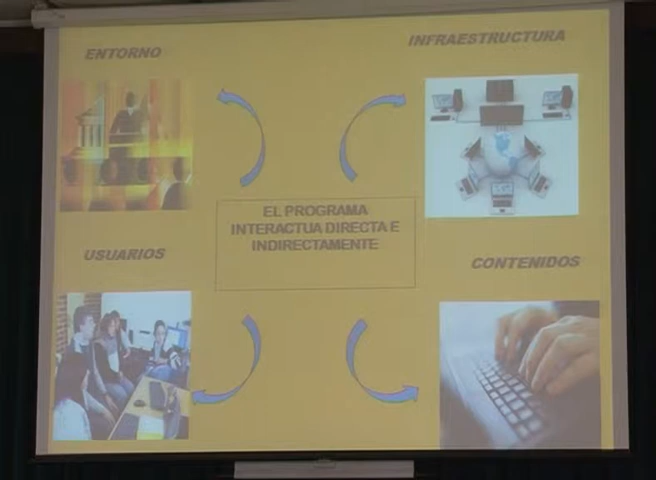 ENTORNO
INFRAESTRUCTURA
EL PROGRAMA
INTERACTUA DIRECTA E
INDIRECTAMENTE
USUARIOS
CONTENIDOS